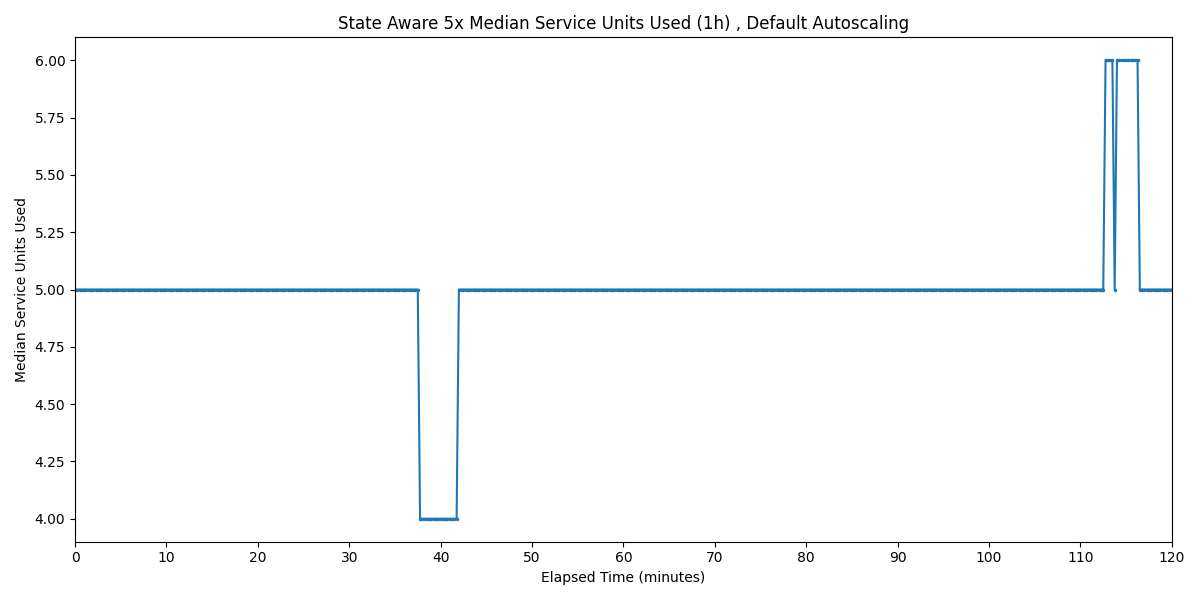 State Aware 5x Median Service Units Used (1h) , Default Autoscaling
6.00
5.75
5.50
5.25
5.00
4.75
4.50
4.25
4.00
Median Service Units Used
0 10 20 30 40 50 60 70 80 90 100 110 120
Elapsed Time (minutes)